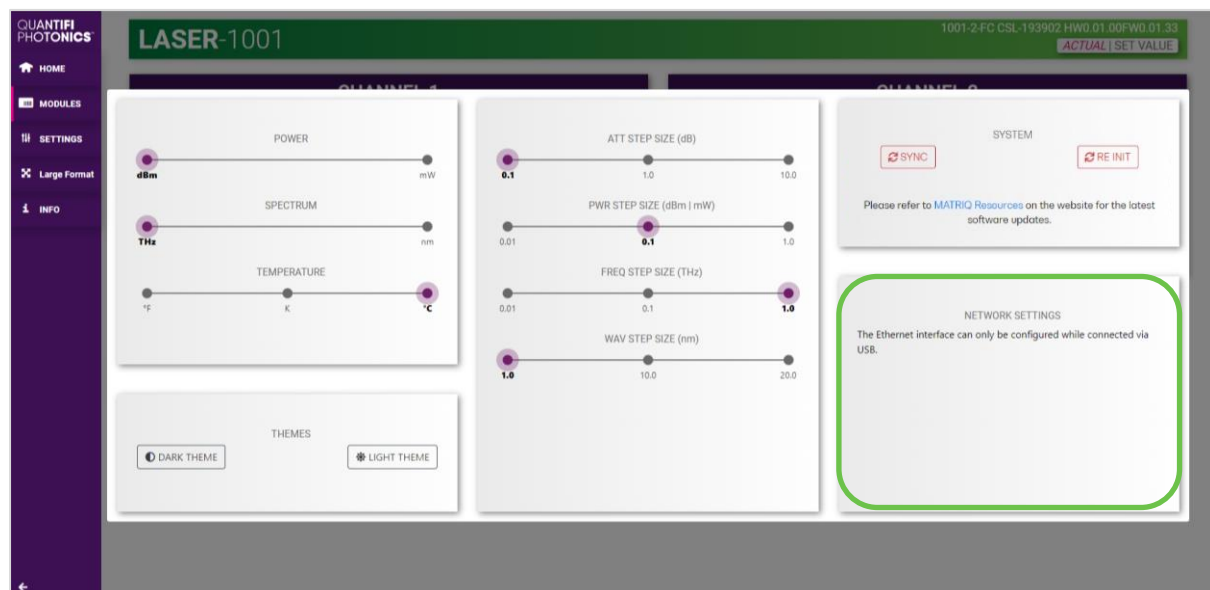 QUANTIFI
PHOTONICS
HOME
MODULES
SETTINGS
Large Format
INFO
LASER-1001
1001-2-FC CSL-193902 HW0.01.00FW0.01.33
ACTUAL | SET VALUE
CHANNEL 1
CHANNEL 2
POWER
dBm mW
SPECTRUM
THz nm
TEMPERATURE
°F K °C
THEMES
DARK THEME LIGHT THEME
ATT STEP SIZE (dB)
0.1 1.0 10.0
PWR STEP SIZE (dBm | mW)
0.01 0.1 1.0
FREQ STEP SIZE (THz)
0.01 0.1 1.0
WAV STEP SIZE (nm)
1.0 10.0 20.0
SYSTEM
SYNC RE INIT
Please refer to MATRIQ Resources on the website for the latest
software updates.
NETWORK SETTINGS
The Ethernet interface can only be configured while connected via
USB.